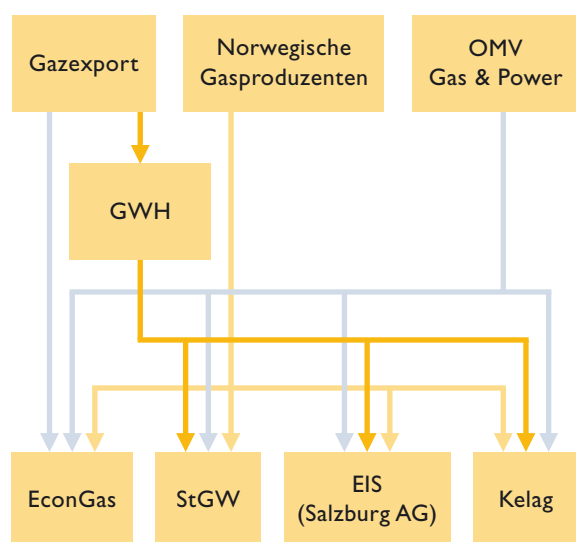 Gazexport
Norwegische
Gasproduzenten
OMV
Gas & Power
GWH
EconGas
StGW
EIS
(Salzburg AG)
Kelag